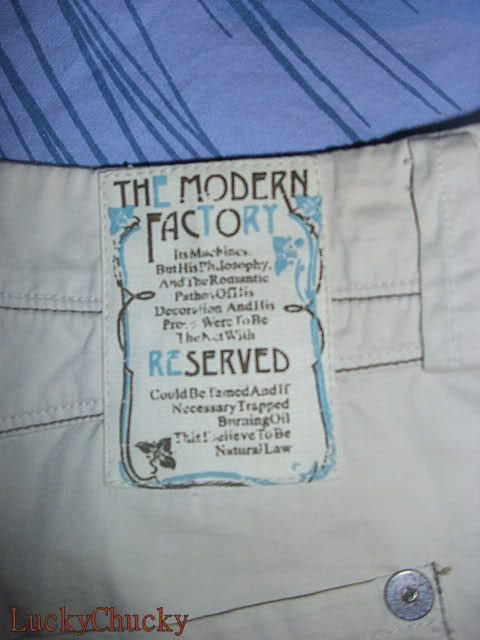 THE MODERN
FACTORY
Its Machines.
But His Philosophy,
And The Romantic
Pathos Of His
Decoration And His
Were To Be
The Net With
RESERVED
Could Be Tamed And If
Necessary Trapped
Burning Oil
This Believe To Be
Natural Law
LuckyChucky